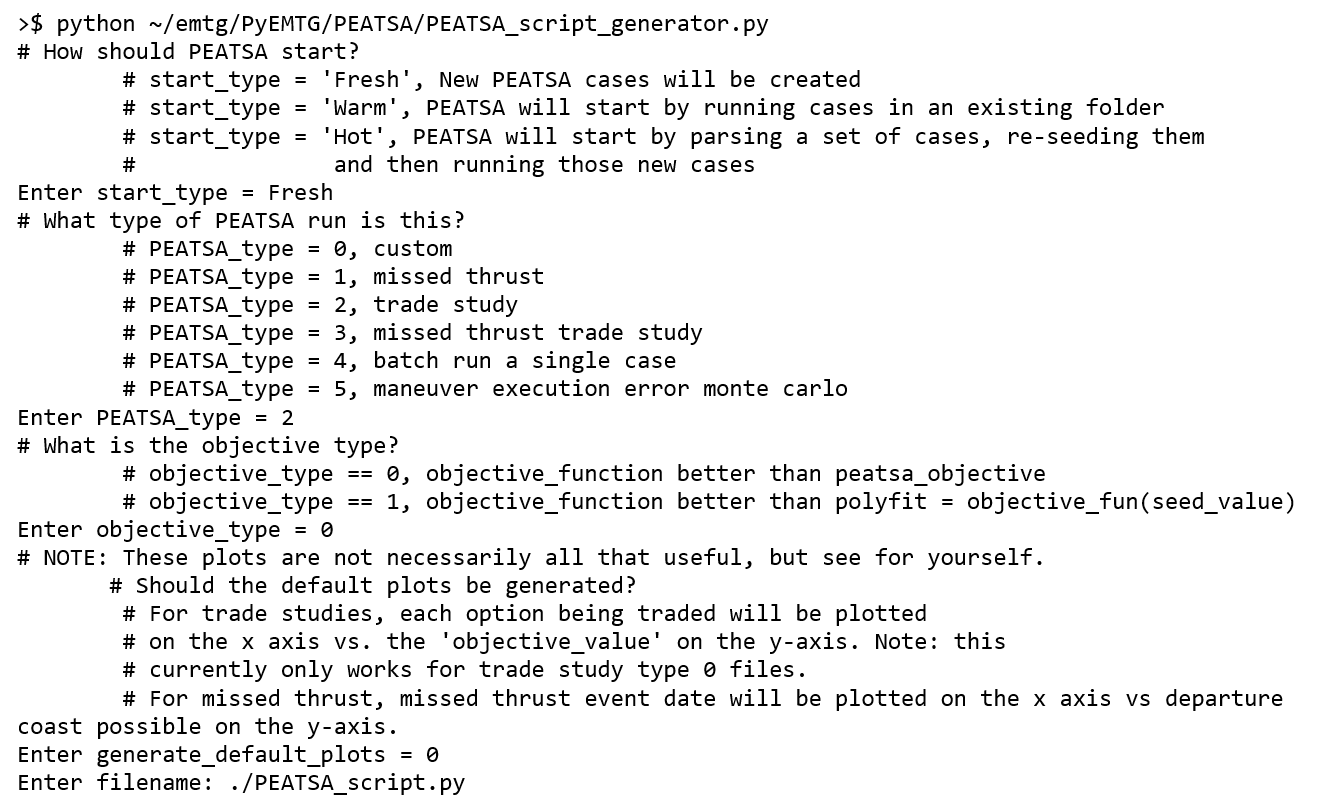 >$ python ~/emtg/PyEMTG/PEATSA/PEATSA_script_generator.py
# How should PEATSA start?
        # start_type = 'Fresh', New PEATSA cases will be created
        # start_type = 'Warm', PEATSA will start by running cases in an existing folder
        # start_type = 'Hot', PEATSA will start by parsing a set of cases, re-seeding them
        #               and then running those new cases
Enter start_type = Fresh
# What type of PEATSA run is this?
        # PEATSA_type = 0, custom
        # PEATSA_type = 1, missed thrust
        # PEATSA_type = 2, trade study
        # PEATSA_type = 3, missed thrust trade study
        # PEATSA_type = 4, batch run a single case
        # PEATSA_type = 5, maneuver execution error monte carlo
Enter PEATSA_type = 2
# What is the objective type?
        # objective_type == 0, objective_function better than peatsa_objective
        # objective_type == 1, objective_function better than polyfit = objective_fun(seed_value)
Enter objective_type = 0
# NOTE: These plots are not necessarily all that useful, but see for yourself.
       # Should the default plots be generated?
        # For trade studies, each option being traded will be plotted
        # on the x axis vs. the 'objective_value' on the y-axis. Note: this
        # currently only works for trade study type 0 files.
        # For missed thrust, missed thrust event date will be plotted on the x axis vs departure
coast possible on the y-axis.
Enter generate_default_plots = 0
Enter filename: ./PEATSA_script.py